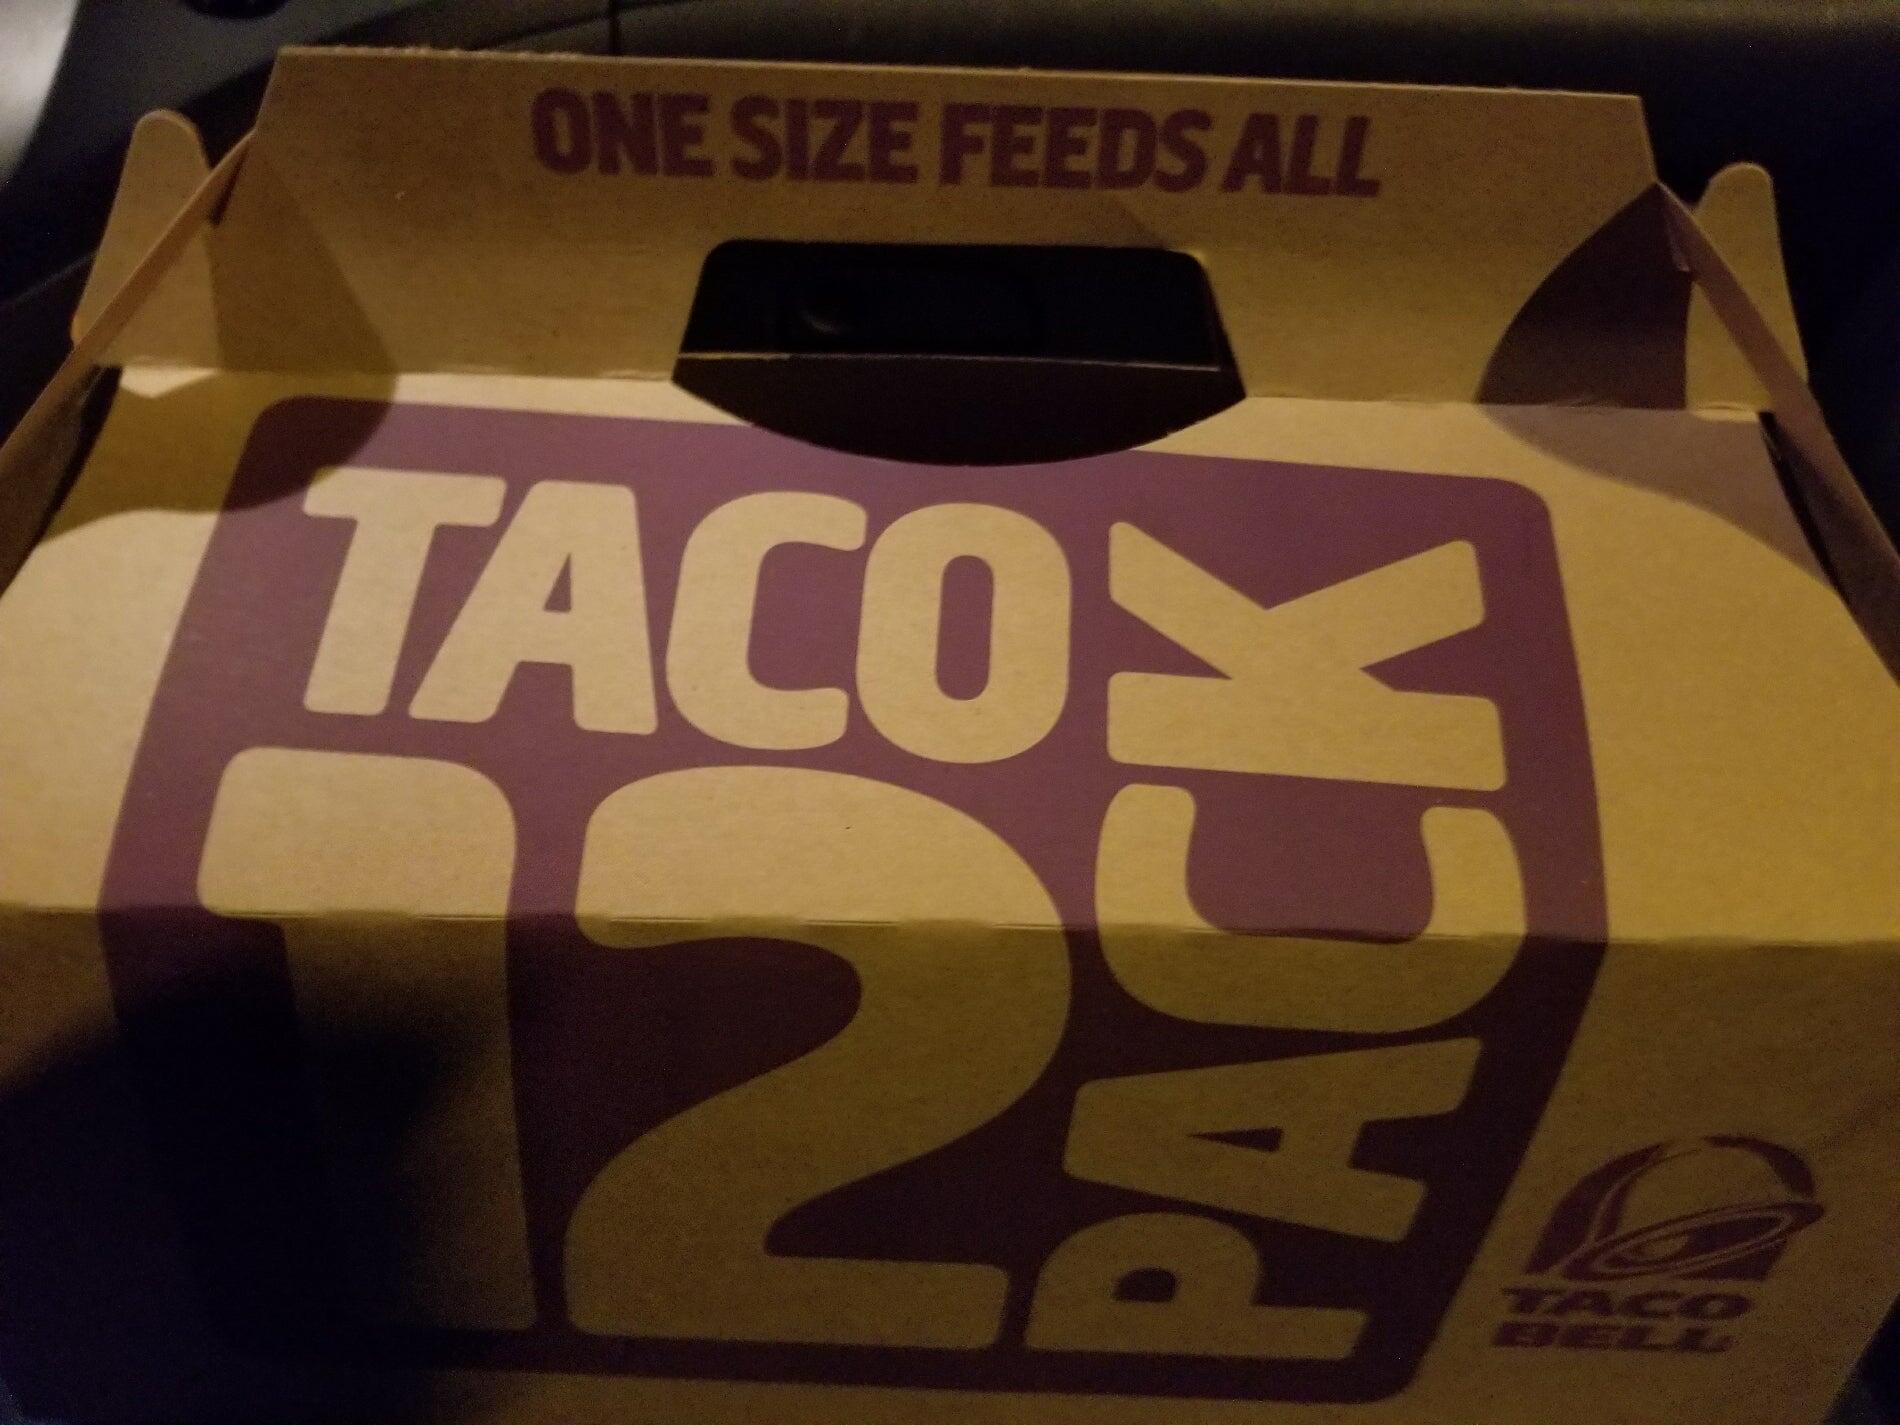 ONE SIZE FEEDS ALL
TACO
12
PACK
TACO
BELL